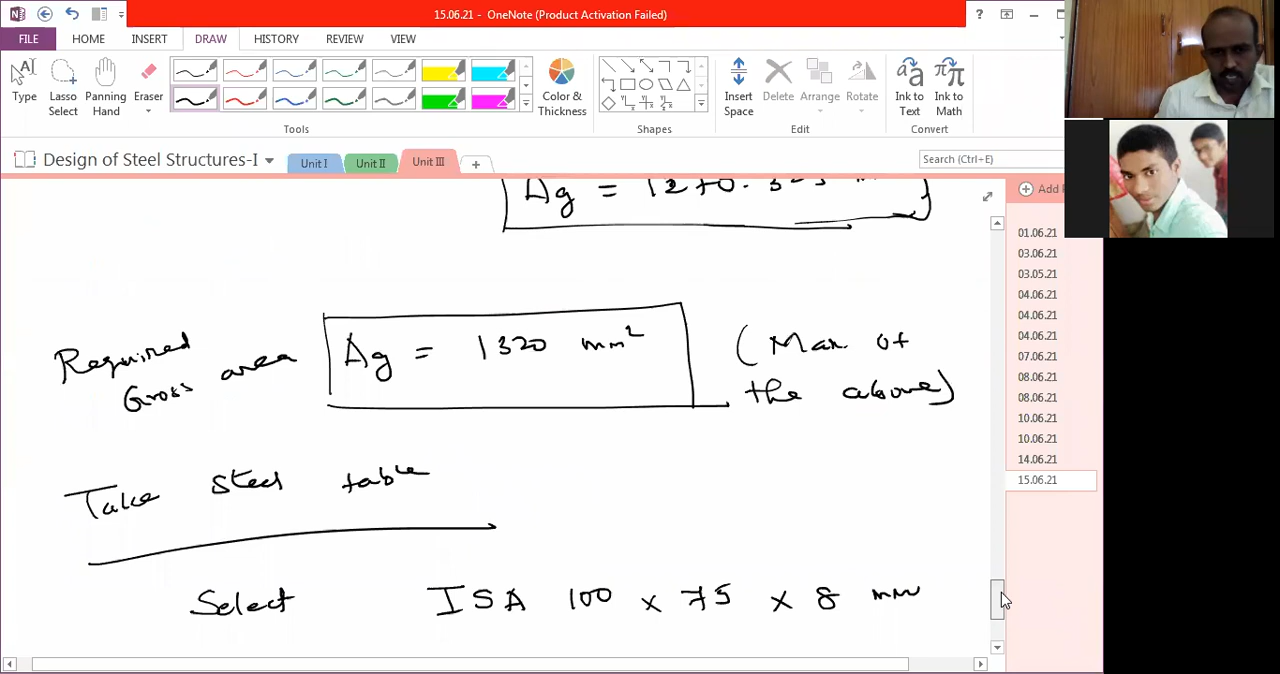 15.06.21 - OneNote (Product Activation Failed)
FILE HOME INSERT DRAW HISTORY REVIEW VIEW
Type Lasso Select Panning Hand Eraser Color & Thickness Insert Space Delete Arrange Rotate Ink to Text Ink to Math
Tools Shapes Edit Convert
Design of Steel Structures-I Unit I Unit II Unit III Search (Ctrl+E)
Add
Ag = 1270.
01.06.21
03.06.21
03.05.21
04.06.21
04.06.21
04.06.21
07.06.21
08.06.21
08.06.21
10.06.21
10.06.21
14.06.21
15.06.21
Required Gross area Ag = 1320 mm² (Max. of the above)
Take steel table
Select ISA 100 x 75 x 8 mm